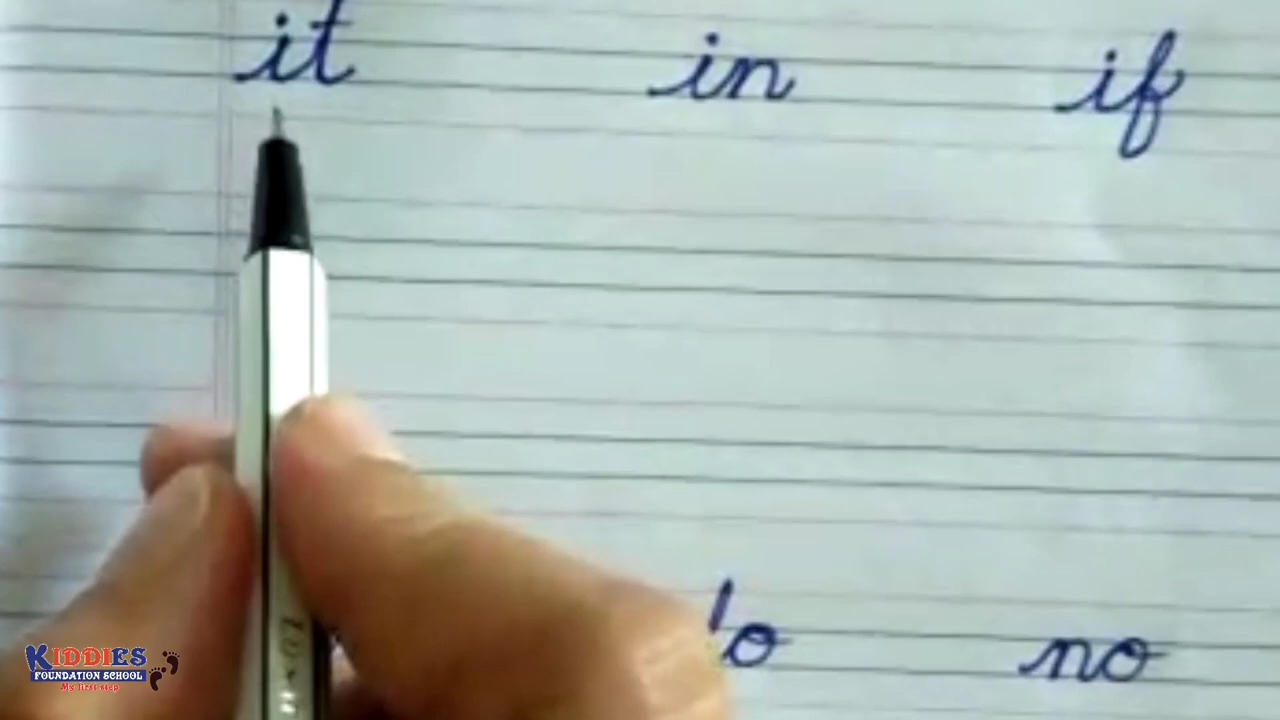 it in if
no
KIDDIES
FOUNDATION SCHOOL
My first step